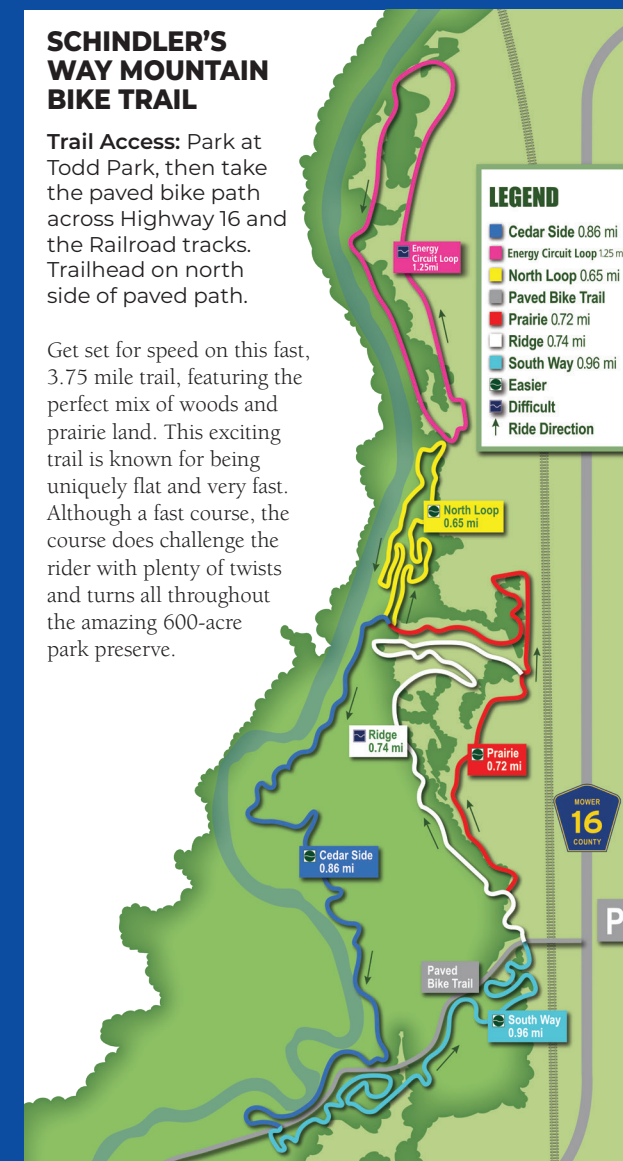 SCHINDLER'S
WAY MOUNTAIN
BIKE TRAIL
Trail Access: Park at
Todd Park, then take
the paved bike path
across Highway 16 and
the Railroad tracks.
Trailhead on north
side of paved path.
Get set for speed on this fast,
3.75 mile trail, featuring the
perfect mix of woods and
prairie land. This exciting
trail is known for being
uniquely flat and very fast.
Although a fast course, the
course does challenge the
rider with plenty of twists
and turns all throughout
the amazing 600-acre
park preserve.
LEGEND
Cedar Side 0.86 mi
Energy Circuit Loop 1.25 m
North Loop 0.65 mi
Paved Bike Trail
Prairie 0.72 mi
Ridge 0.74 mi
South Way 0.96 mi
Easier
Difficult
Ride Direction
Energy
Circuit Loop
1.25mi
North Loop
0.65 mi
Ridge
0.74 mi
Prairie
0.72 mi
MOWER
16
COUNTY
Cedar Side
0.86 mi
P
Paved
Bike Trail
South Way
0.96 mi